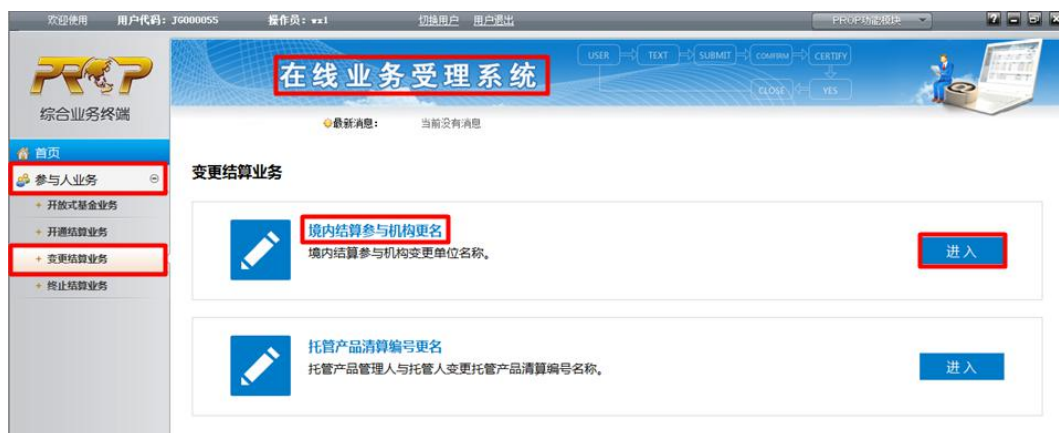 欢迎使用 用户代码: JG000055 操作员: wx1 切换用户 用户退出 PROP功能模块
PROP
综合业务终端
在线业务受理系统
USER TEXT SUBMIT CONFIRM CERTIFY
CLOSE YES
最新消息: 当前没有消息
首页
参与人业务
开放式基金业务
开通结算业务
变更结算业务
终止结算业务
变更结算业务
境内结算参与机构更名
境内结算参与机构变更单位名称。
进入
托管产品清算编号更名
托管产品管理人与托管人变更托管产品清算编号名称。
进入